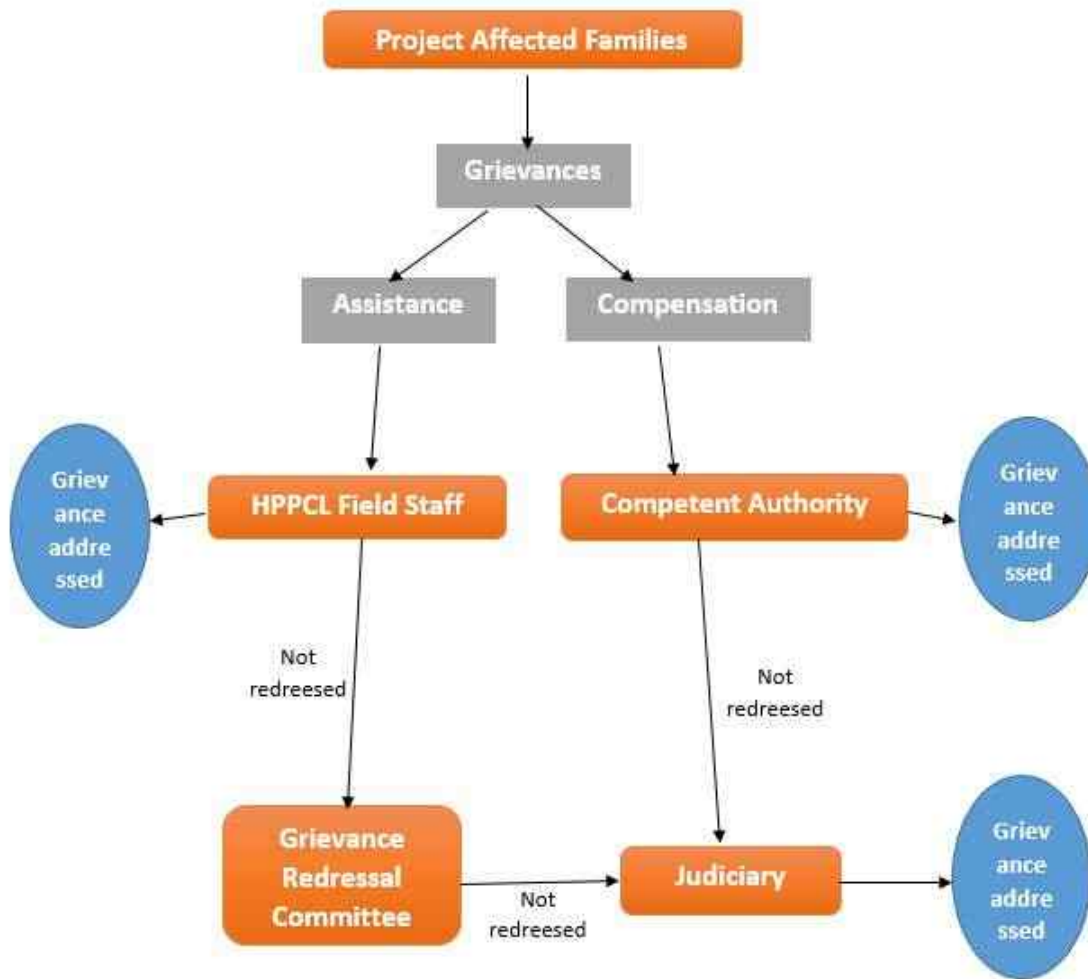 Project Affected Families
Grievances
Assistance
Compensation
Griev
ance
addre
ssed
HPPCL Field Staff
Competent Authority
Griev
ance
addre
ssed
Not
redreesed
Not
redreesed
Grievance
Redressal
Committee
Not
redreesed
Judiciary
Griev
ance
addre
ssed